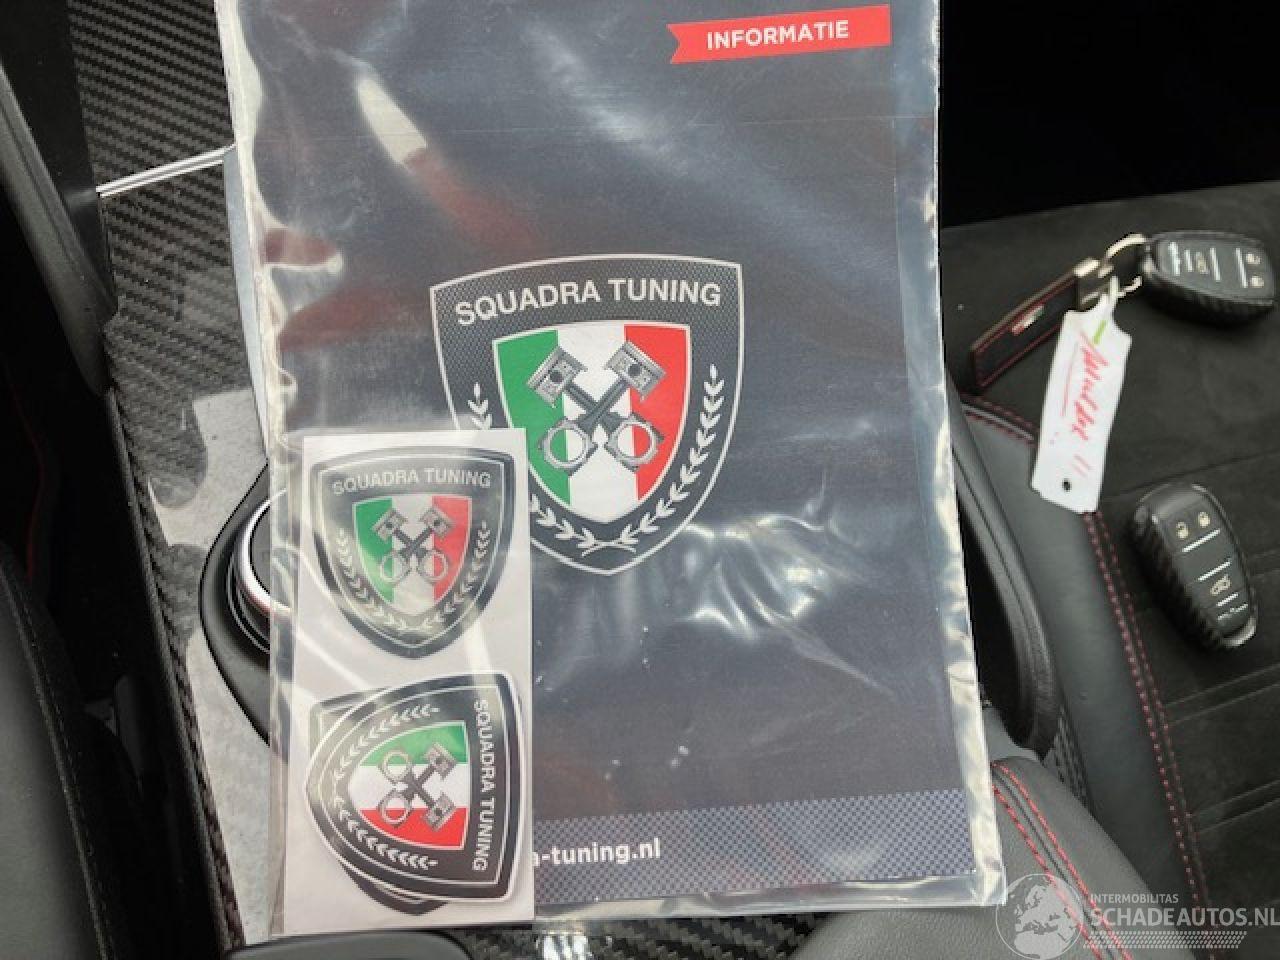 INFORMATIE
SQUADRA TUNING
SQUADRA TUNING
SQUADRA TUNING
a-tuning.nl
INTERMOBILITAS
SCHADEAUTOS.NL